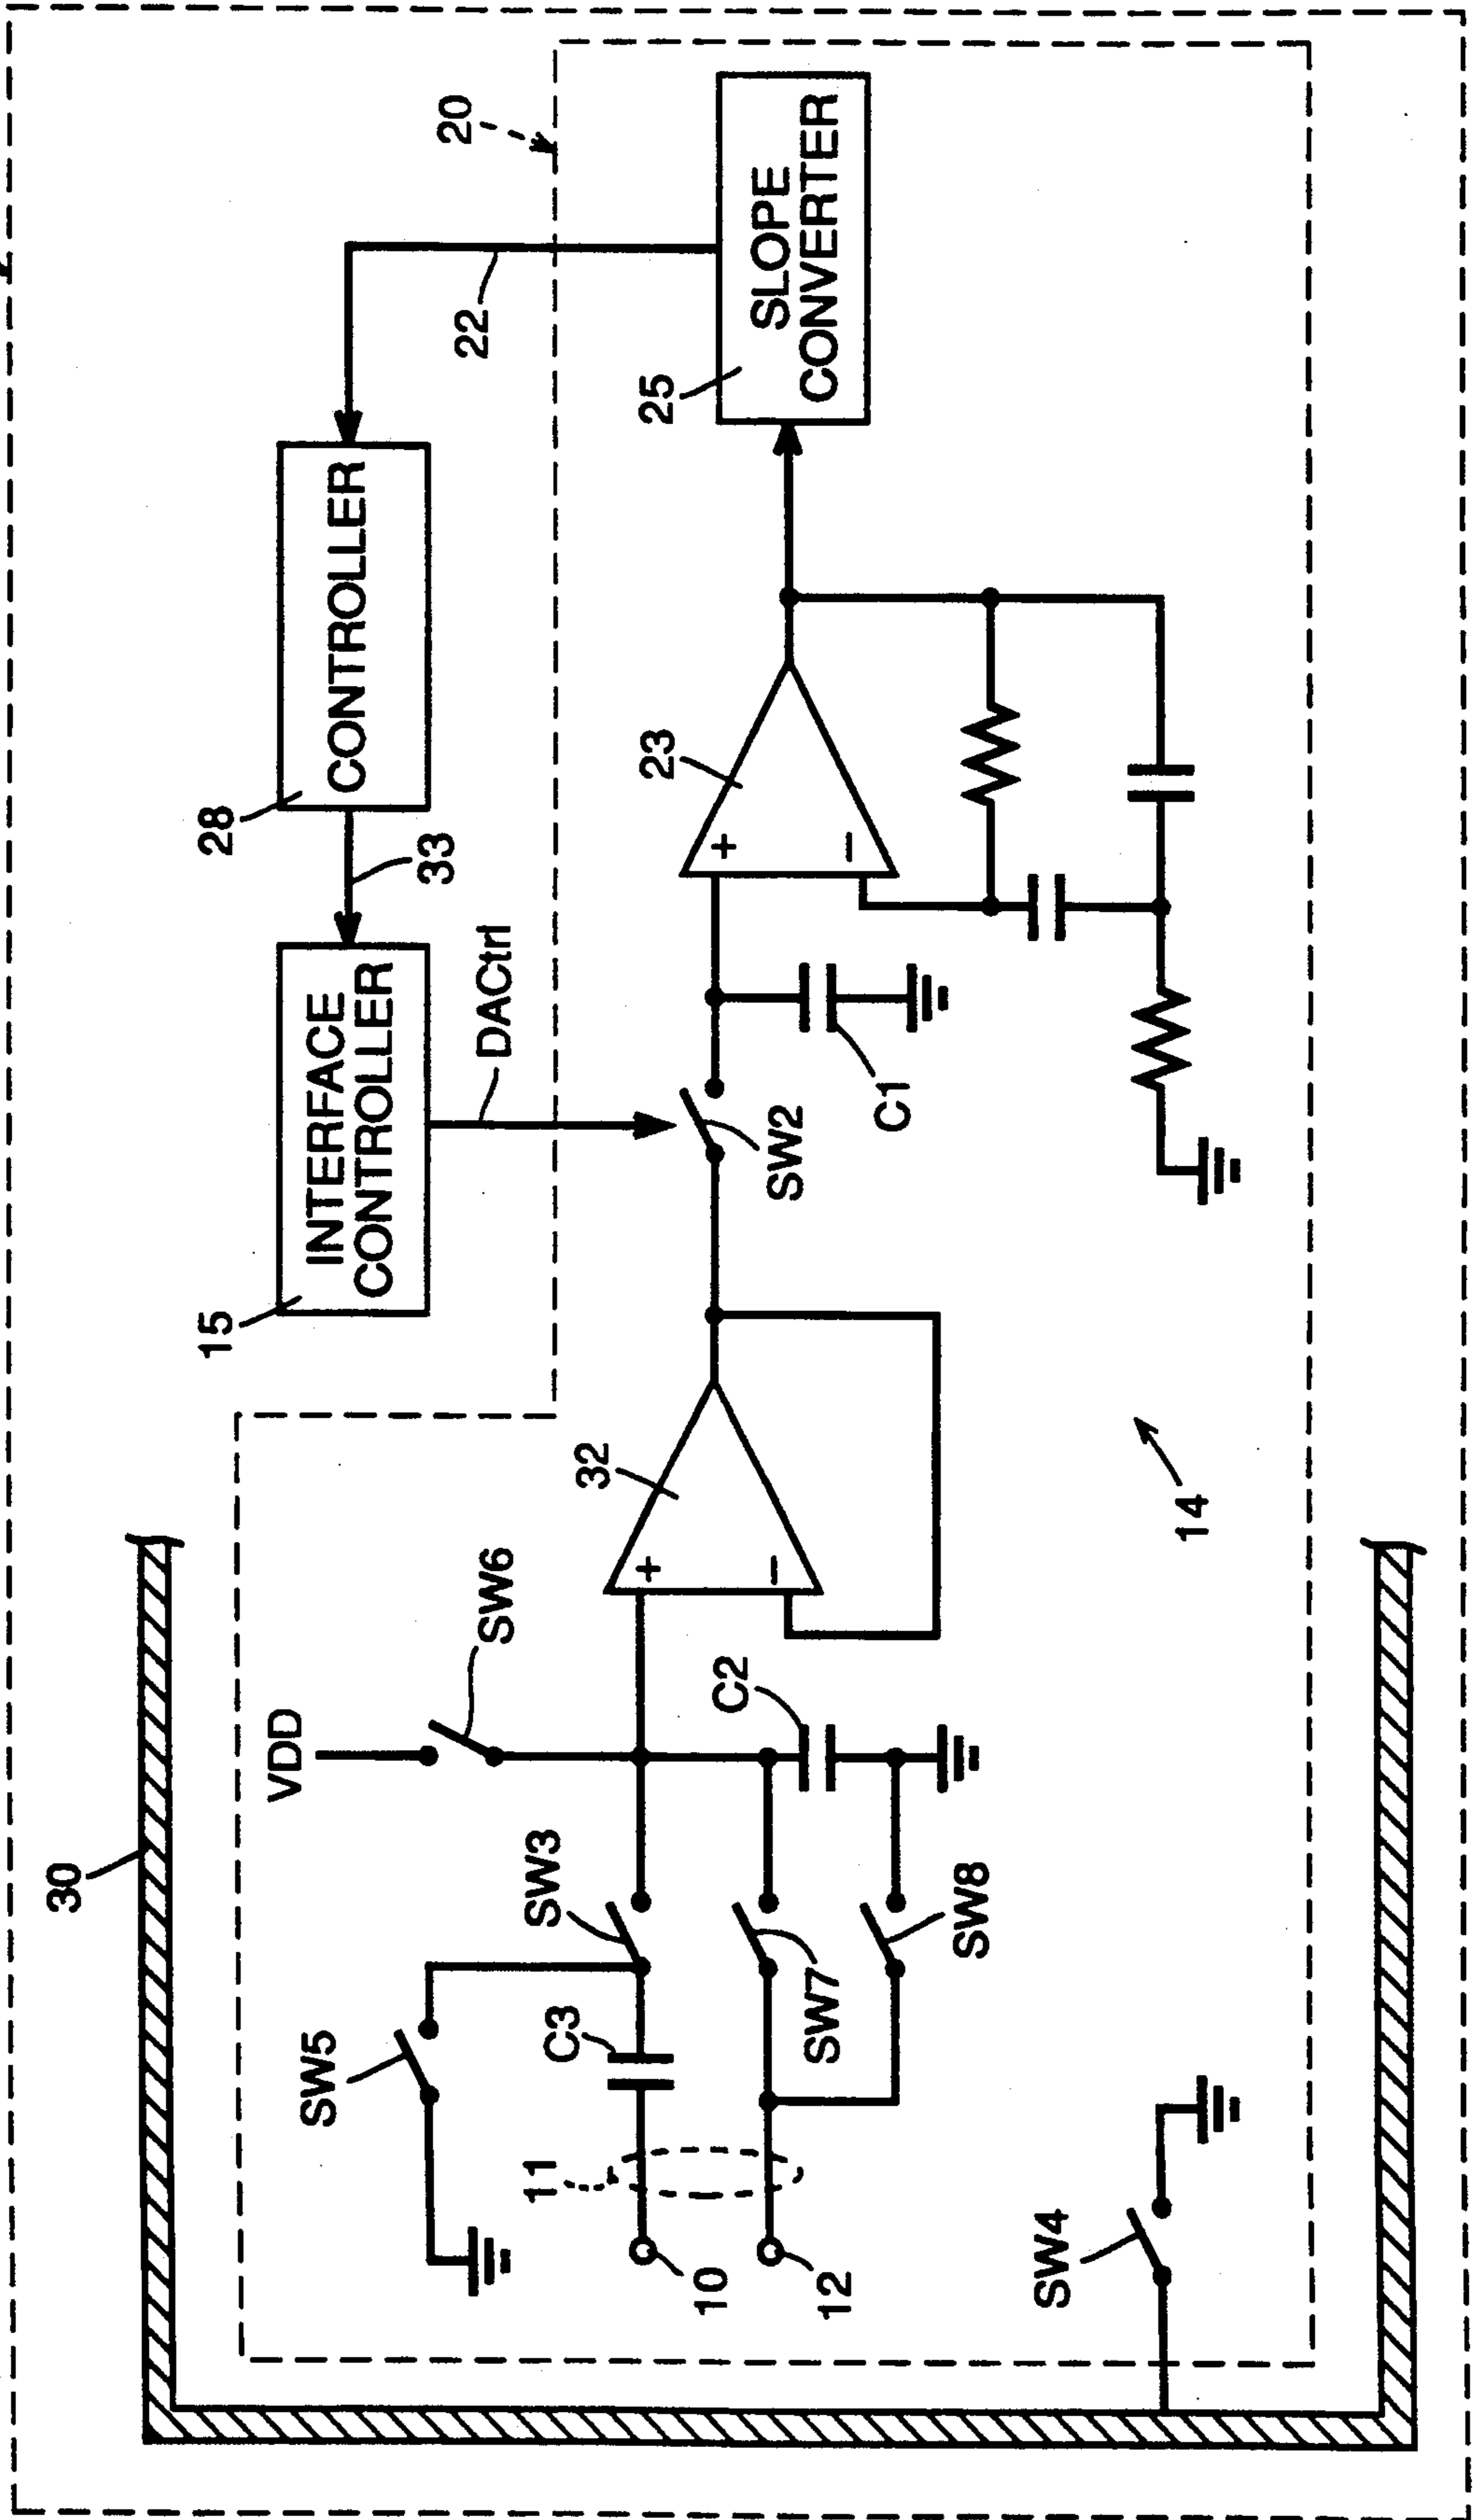 30
VDD
SW6
32
15
INTERFACE
CONTROLLER
33
28
CONTROLLER
22
20
DACtrl
SW5
C3
SW3
11
10
12
SW7
SW8
C2
+
−
SW2
C1
23
+
−
25
SLOPE
CONVERTER
SW4
14